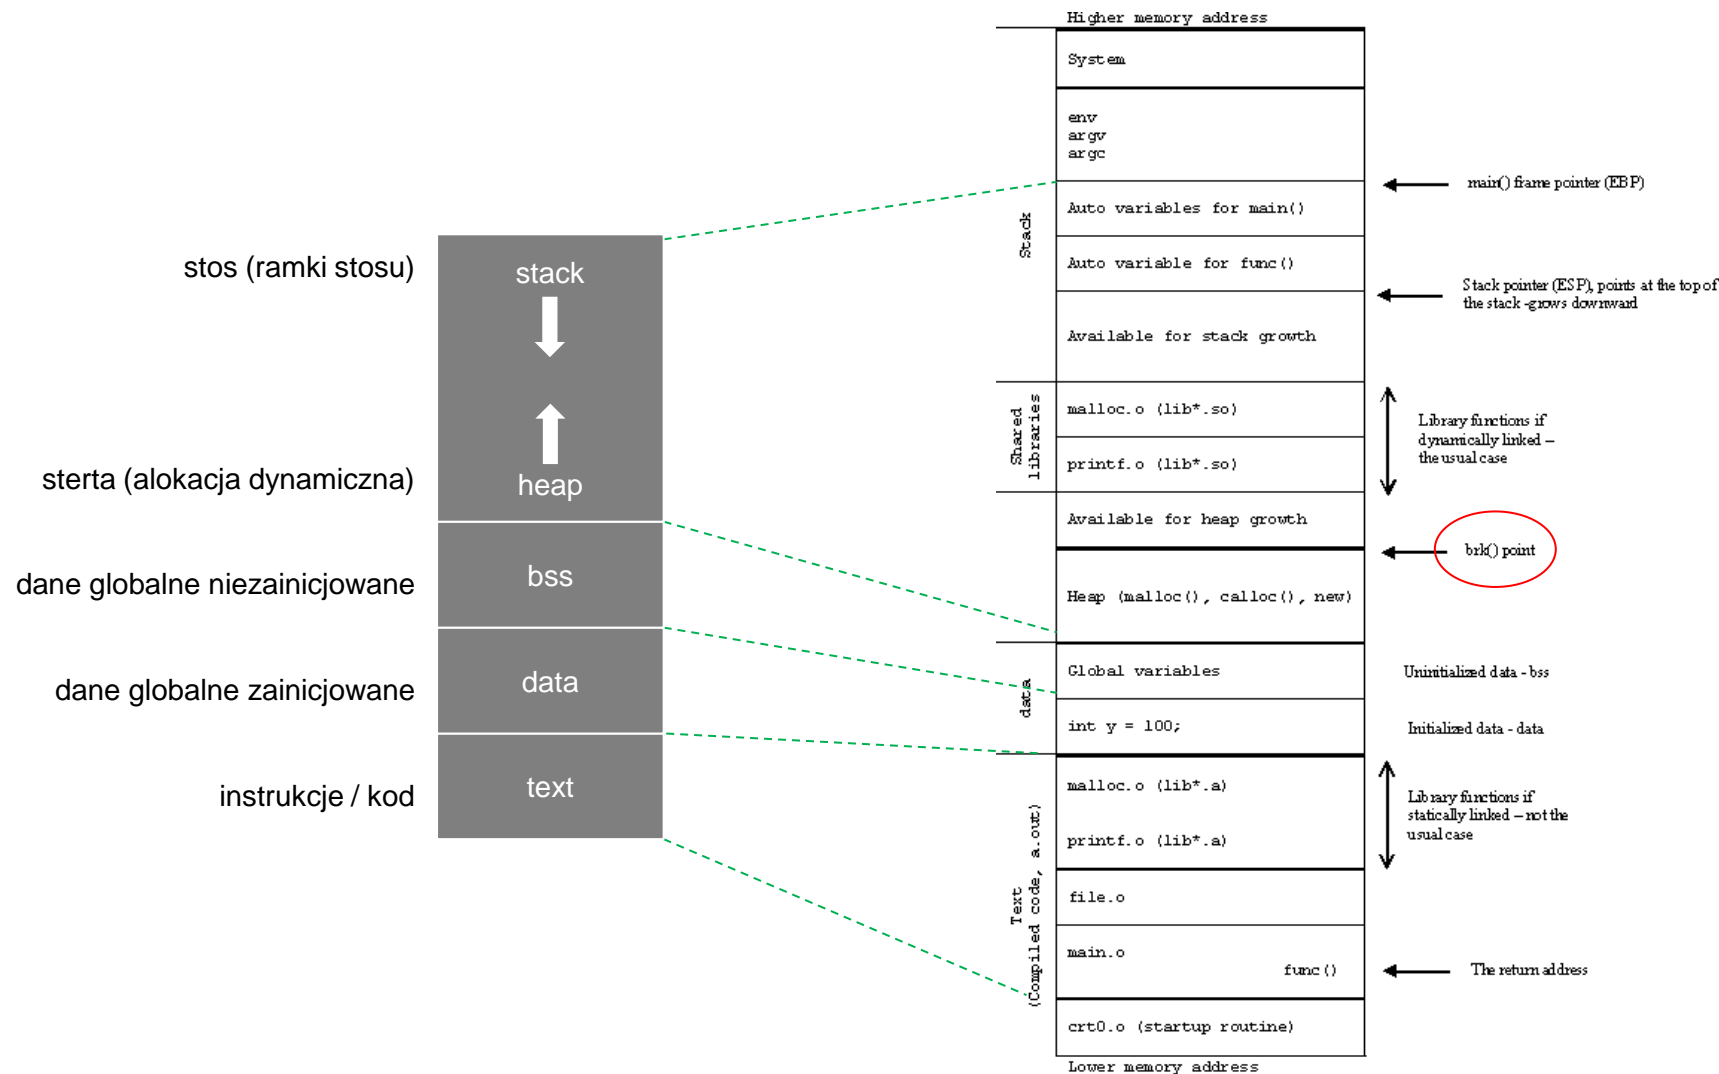 stos (ramki stosu)
sterta (alokacja dynamiczna)
dane globalne niezainicjowane
dane globalne zainicjowane
instrukcje / kod
stack
heap
bss
data
text
Higher memory address
System
env
argv
argc
Auto variables for main()
Auto variable for func()
Available for stack growth
malloc.o (lib*.so)
printf.o (lib*.so)
Available for heap growth
Heap (malloc(), calloc(), new)
Global variables
int y = 100;
malloc.o (lib*.a)
printf.o (lib*.a)
file.o
main.o
func()
crt0.o (startup routine)
Lower memory address
Stack
Shared
libraries
data
Text
(Compiled code, a.out)
main() frame pointer (EBP)
Stack pointer (ESP), points at the top of
the stack -grows downward
Library functions if
dynamically linked –
the usual case
brk() point
Uninitialized data - bss
Initialized data - data
Library functions if
statically linked – not the
usual case
The return address